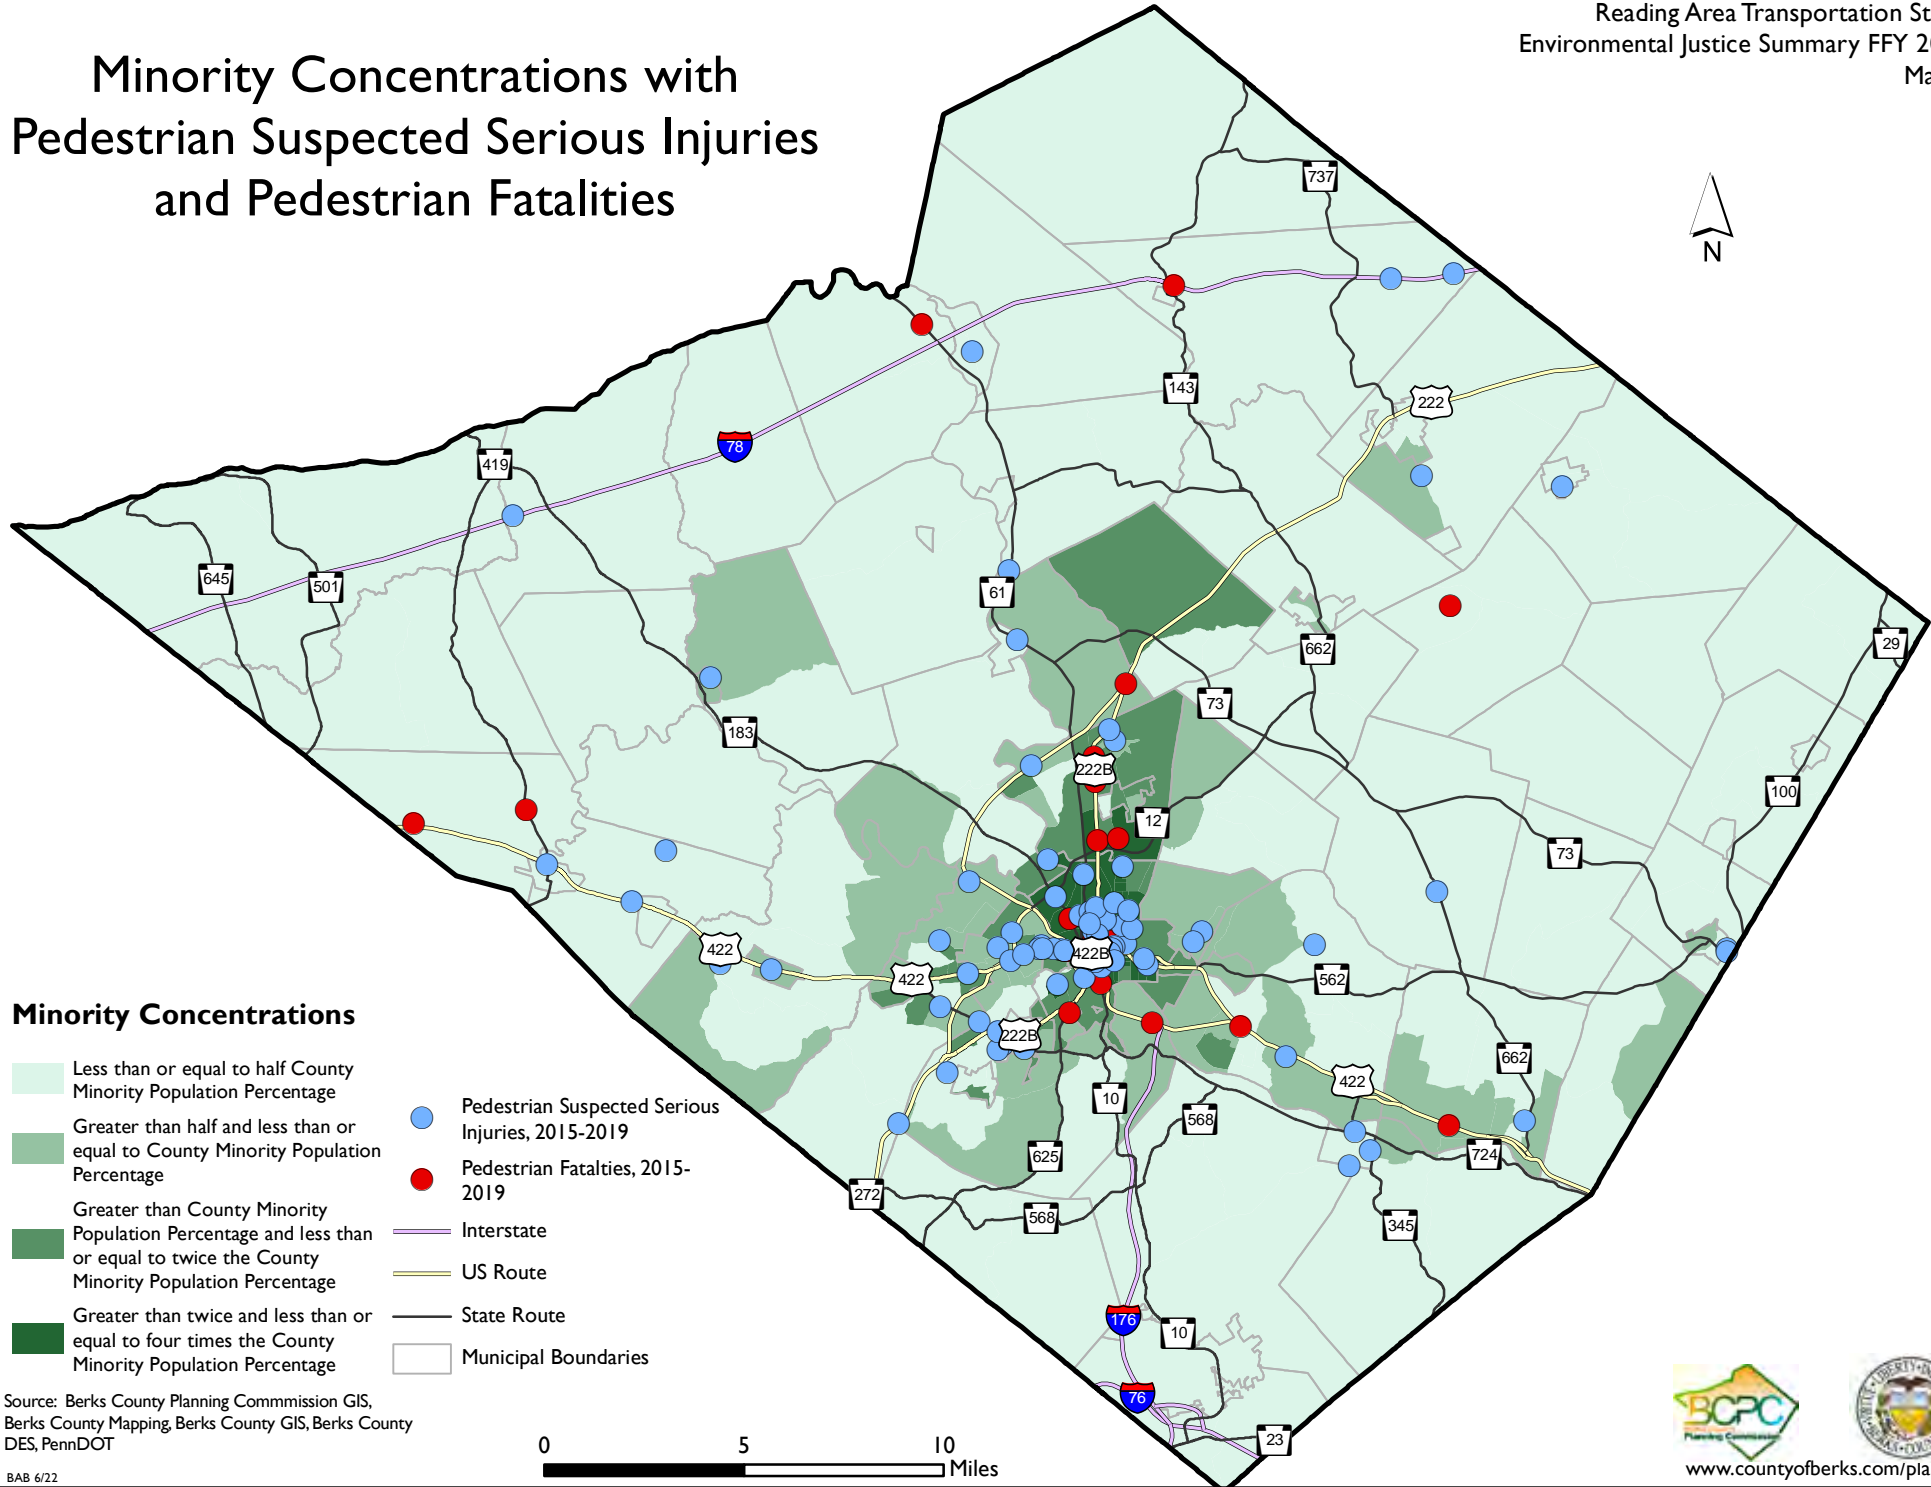 Reading Area Transportation St
Environmental Justice Summary FFY 20
Ma
Minority Concentrations with
Pedestrian Suspected Serious Injuries
and Pedestrian Fatalities
N
737
143
222
78
419
645
501
61
662
29
73
183
222B
12
100
73
422
422
422B
562
222B
662
422
10
568
625
724
272
568
345
176
10
76
23
Minority Concentrations
Less than or equal to half County
Minority Population Percentage
Greater than half and less than or
equal to County Minority Population
Percentage
Greater than County Minority
Population Percentage and less than
or equal to twice the County
Minority Population Percentage
Greater than twice and less than or
equal to four times the County
Minority Population Percentage
Pedestrian Suspected Serious
Injuries, 2015-2019
Pedestrian Fatalties, 2015-
2019
Interstate
US Route
State Route
Municipal Boundaries
Source: Berks County Planning Commmission GIS,
Berks County Mapping, Berks County GIS, Berks County
DES, PennDOT
BAB 6/22
0 5 10
Miles
BCPC
Planning Commission
www.countyofberks.com/pla